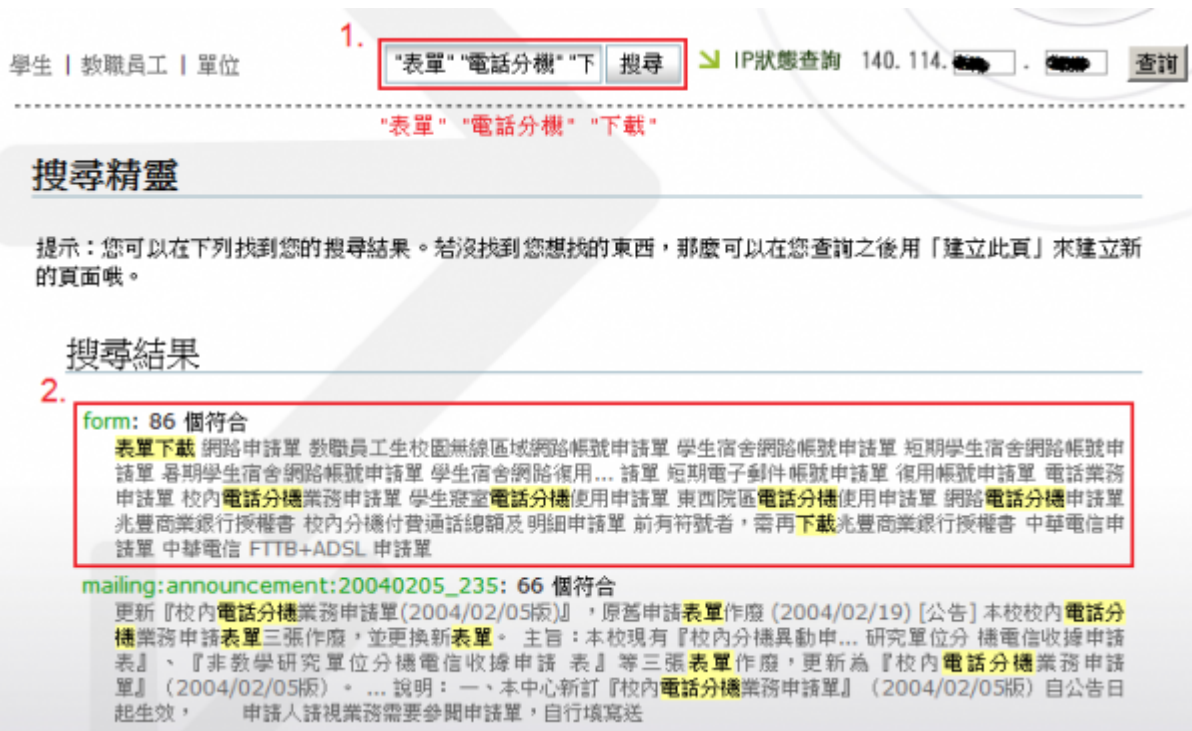 1.
學生 | 教職員工 | 單位
"表單" "電話分機" "下
搜尋
IP狀態查詢 140. 114.
.
查詢
"表單" "電話分機" "下載"
搜尋精靈
提示：您可以在下列找到您的搜尋結果。若沒找到您想找的東西，那麼可以在您查詢之後用「建立此頁」來建立新
的頁面哦。
搜尋結果
2.
form: 86 個符合
表單下載 網路申請單 教職員工生校園無線區域網路帳號申請單 學生宿舍網路帳號申請單 短期學生宿舍網路帳號申
請單 暑期學生宿舍網路帳號申請單 學生宿舍網路復用... 請單 短期電子郵件帳號申請單 復用帳號申請單 電話業務
申請單 校內電話分機業務申請單 學生寢室電話分機使用申請單 東西院區電話分機使用申請單 網路電話分機申請單
兆豐商業銀行授權書 校內分機付費通話總額及明細申請單 前有符號者，需再下載兆豐商業銀行授權書 中華電信申
請單 中華電信 FTTB+ADSL 申請單
mailing:announcement:20040205_235: 66 個符合
更新『校內電話分機業務申請單(2004/02/05版)』，原舊申請表單作廢 (2004/02/19) [公告] 本校校內電話分
機業務申請表單三張作廢，並更換新表單。 主旨：本校現有『校內分機異動申... 研究單位分 機電信收據申請
表』、『非教學研究單位分機電信收據申請 表』等三張表單作廢，更新為『校內電話分機業務申請
單』（2004/02/05版）。 ... 說明： 一、本中心新訂『校內電話分機業務申請單』（2004/02/05版）自公告日
起生效， 申請人請視業務需要參閱申請單，自行填寫送